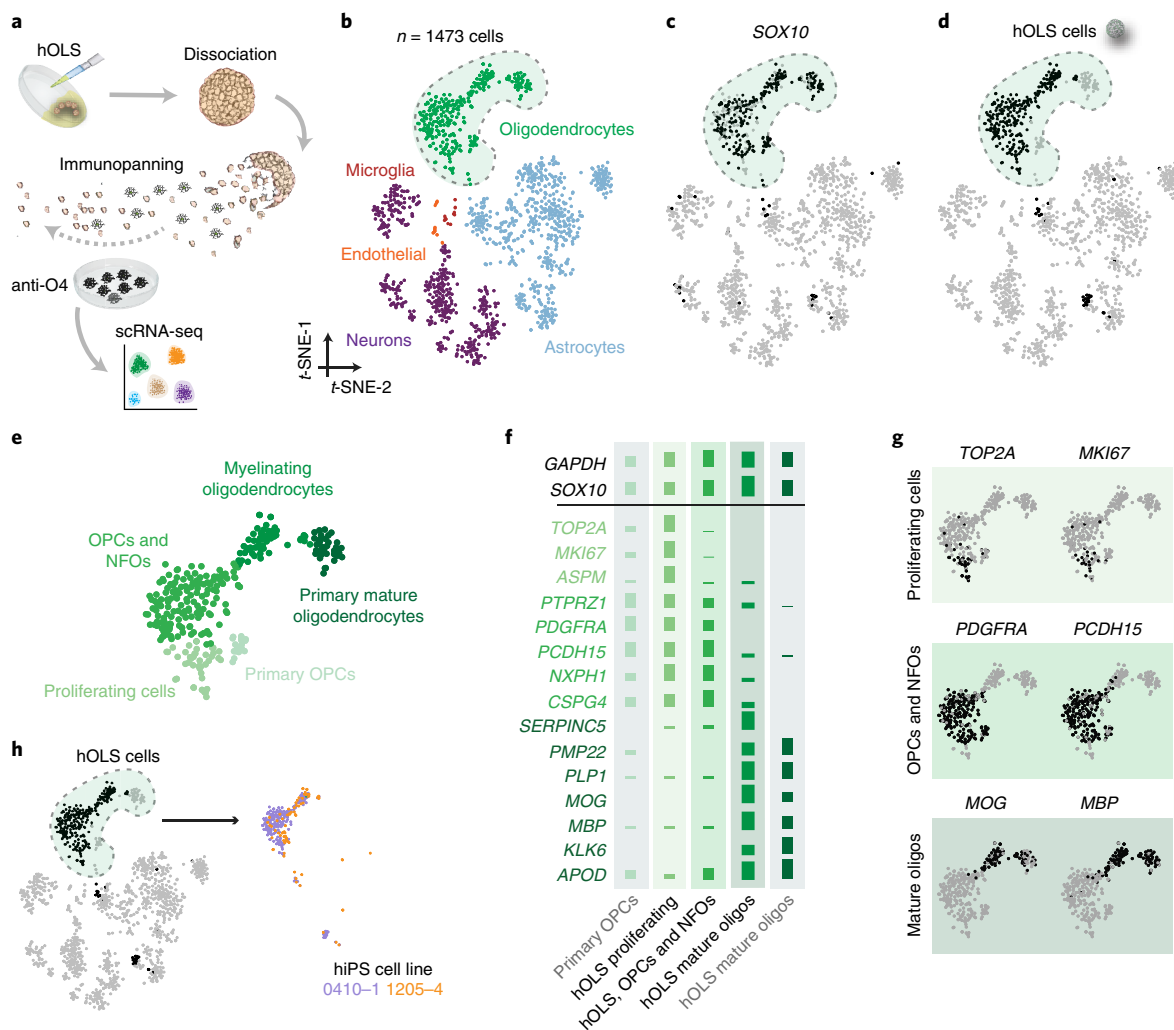 a
hOLS
Dissociation
Immunopanning
anti-O4
scRNA-seq
b
n = 1473 cells
Oligodendrocytes
Microglia
Endothelial
Neurons
Astrocytes
t-SNE-1
t-SNE-2
c
SOX10
d
hOLS cells
e
Myelinating
oligodendrocytes
OPCs and
NFOs
Primary mature
oligodendrocytes
Primary OPCs
Proliferating cells
f
GAPDH
SOX10
TOP2A
MKI67
ASPM
PTPRZ1
PDGFRA
PCDH15
NXPH1
CSPG4
SERPINC5
PMP22
PLP1
MOG
MBP
KLK6
APOD
Primary OPCs
hOLS proliferating
hOLS, OPCs and NFOs
hOLS mature oligos
hOLS mature oligos
g
TOP2A MKI67
Proliferating cells
PDGFRA PCDH15
OPCs and NFOs
MOG MBP
Mature oligos
h
hOLS cells
hiPS cell line
0410–1 1205–4